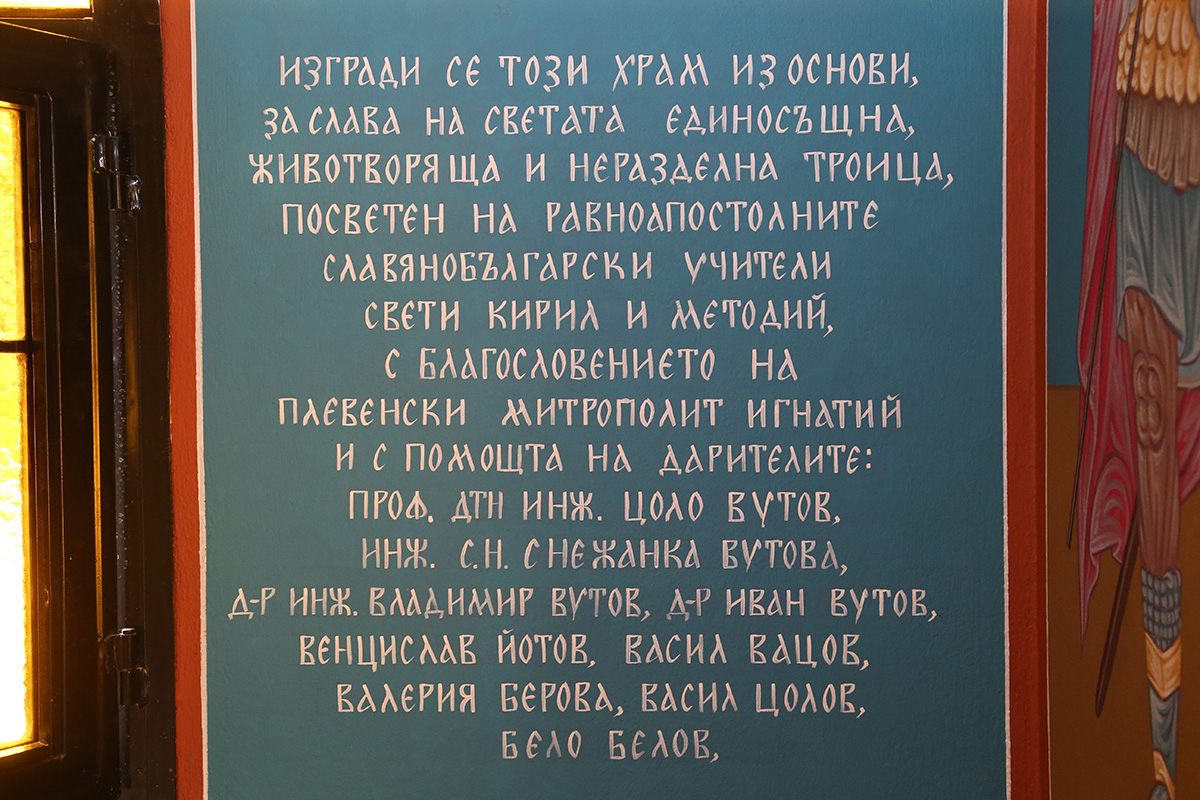 ИЗГРАДИ СЕ ТОЗИ ХРАМ ИЗ ОСНОВИ,
ЗА СЛАВА НА СВЕТАТА ЕДИНОСЪЩНА,
ЖИВОТВОРЯЩА И НЕРАЗДЕЛНА ТРОИЦА,
ПОСВЕТЕН НА РАВНОАПОСТОЛНИТЕ
СЛАВЯНОБЪЛГАРСКИ УЧИТЕЛИ
СВЕТИ КИРИЛ И МЕТОДИЙ,
С БЛАГОСЛОВЕНИЕТО НА
ПЛЕВЕНСКИ МИТРОПОЛИТ ИГНАТИЙ
И С ПОМОЩТА НА ДАРИТЕЛИТЕ:
ПРОФ. ДТН ИНЖ. ЦОЛО ВУТОВ,
ИНЖ. С.Н. СНЕЖАНКА ВУТОВА,
Д-Р ИНЖ. ВЛАДИМИР ВУТОВ, Д-Р ИВАН ВУТОВ,
ВЕНЦИСЛАВ ЙОТОВ, ВАСИЛ ВАЦОВ,
ВАЛЕРИЯ БЕРОВА, ВАСИЛ ЦОЛОВ,
БЕЛО БЕЛОВ,